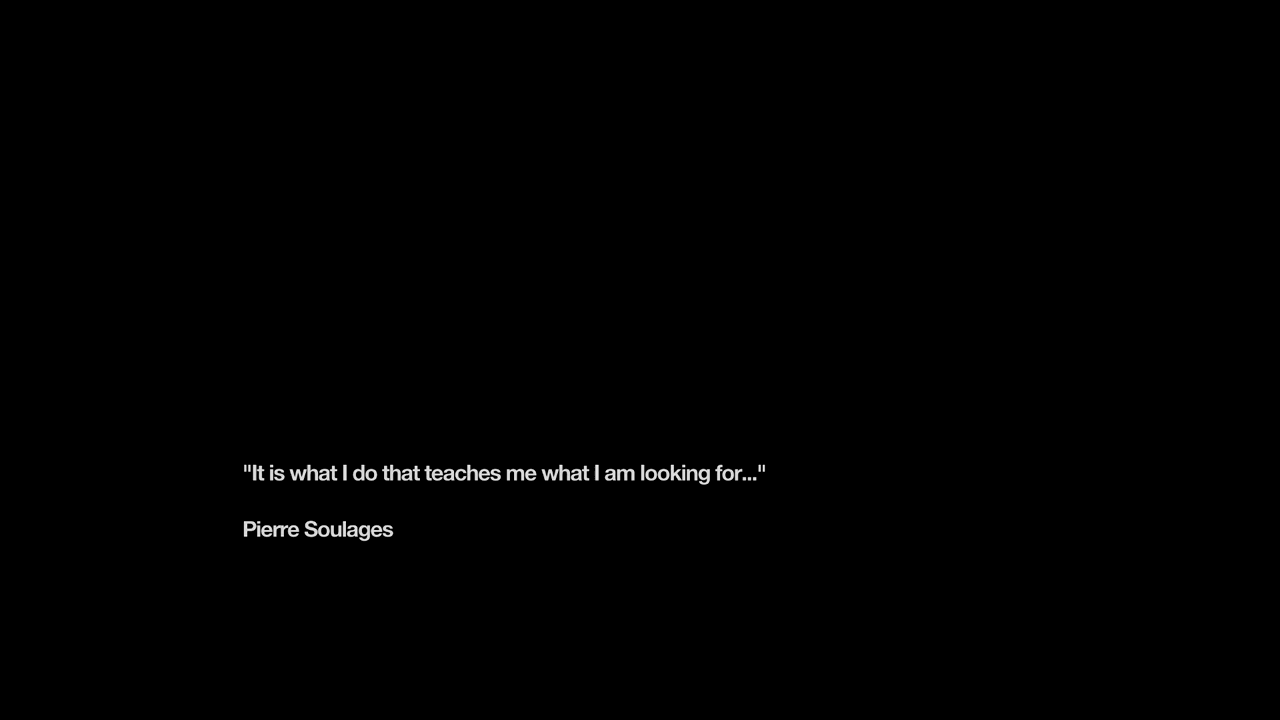 "It is what I do that teaches me what I am looking for..."
Pierre Soulages